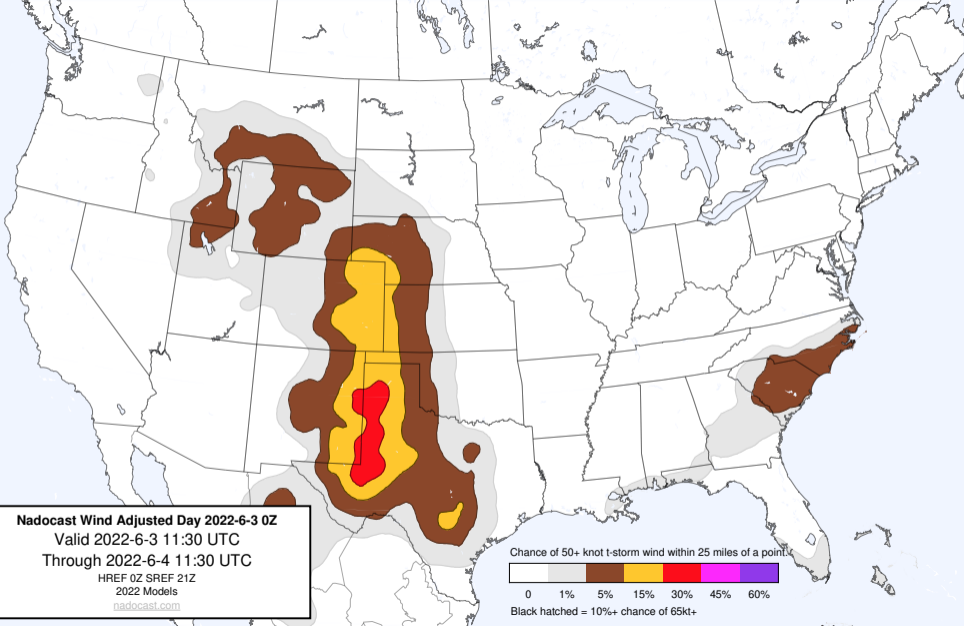 Nadocast Wind Adjusted Day 2022-6-3 0Z
Valid 2022-6-3 11:30 UTC
Through 2022-6-4 11:30 UTC
HREF 0Z SREF 21Z
2022 Models
nadocast.com
Chance of 50+ knot t-storm wind within 25 miles of a point.
0 1% 5% 15% 30% 45% 60%
Black hatched = 10%+ chance of 65kt+